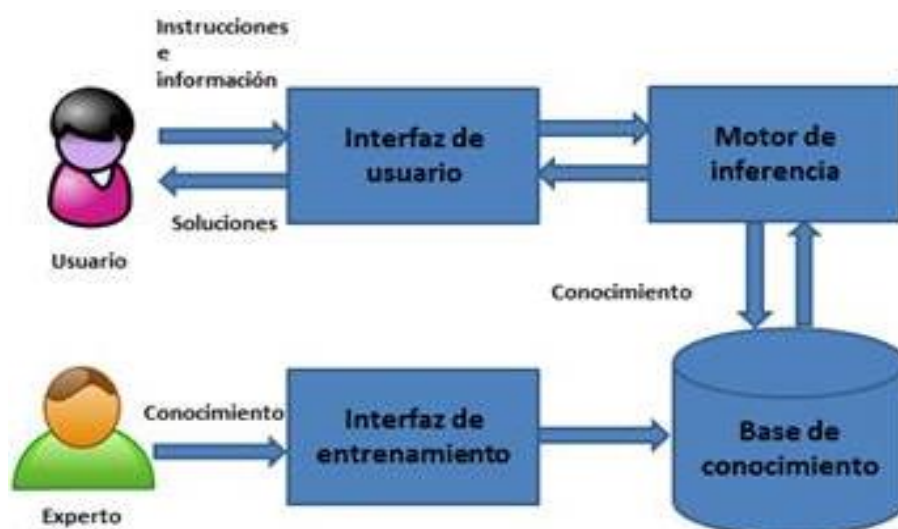 Instrucciones
e
información
Interfaz de
usuario
Motor de
inferencia
Soluciones
Usuario
Conocimiento
Conocimiento
Interfaz de
entrenamiento
Base de
conocimiento
Experto